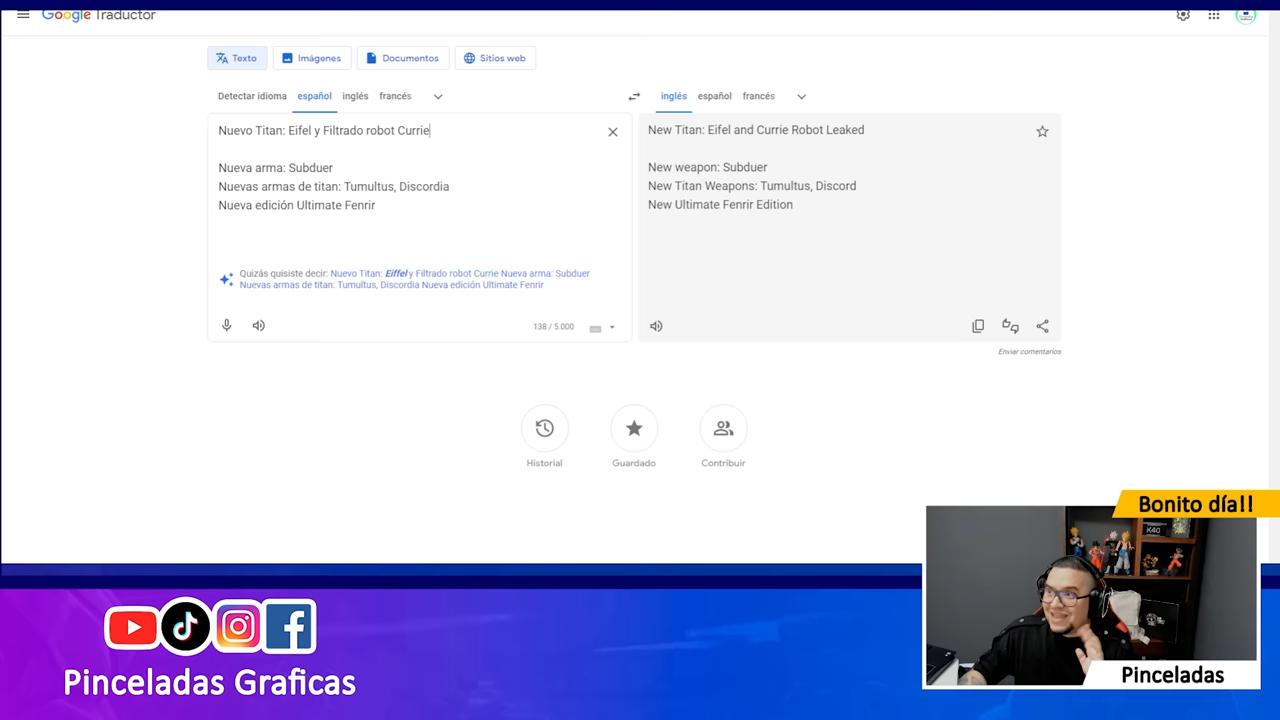 Google Traductor
Texto
Imágenes
Documentos
Sitios web
Detectar idioma
español
inglés
francés
inglés
español
francés
Nuevo Titan: Eifel y Filtrado robot Currie
Nueva arma: Subduer
Nuevas armas de titan: Tumultus, Discordia
Nueva edición Ultimate Fenrir
New Titan: Eifel and Currie Robot Leaked
New weapon: Subduer
New Titan Weapons: Tumultus, Discord
New Ultimate Fenrir Edition
Quizás quisiste decir: Nuevo Titan: Eiffel y Filtrado robot Currie Nueva arma: Subduer
Nuevas armas de titan: Tumultus, Discordia Nueva edición Ultimate Fenrir
138 / 5.000
Enviar comentarios
Historial
Guardado
Contribuir
Bonito día!!
K40
Pinceladas
Pinceladas Graficas